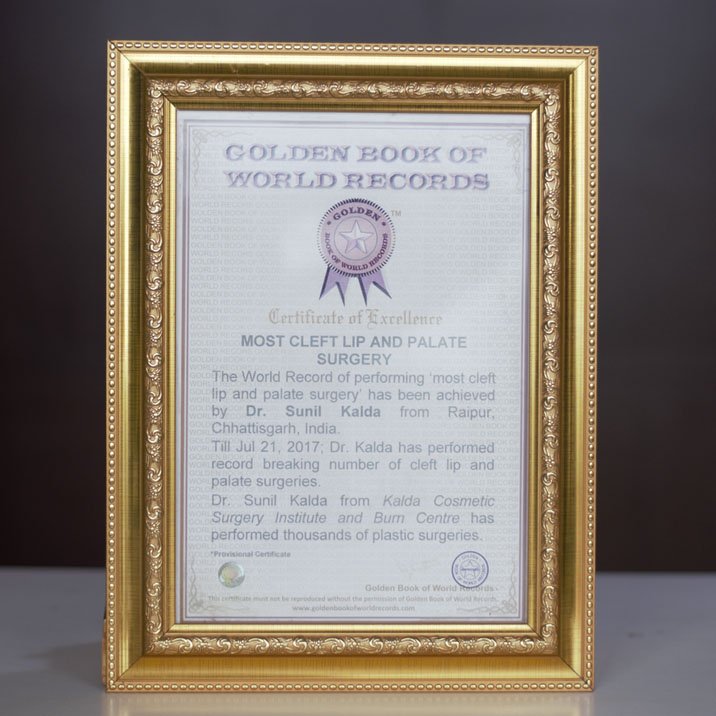 GOLDEN BOOK OF
WORLD RECORDS
GOLDEN
BOOK OF WORLD RECORDS
TM
Certificate of Excellence
MOST CLEFT LIP AND PALATE
SURGERY
The World Record of performing 'most cleft
lip and palate surgery' has been achieved
by Dr. Sunil Kalda from Raipur,
Chhattisgarh, India.
Till Jul 21, 2017; Dr. Kalda has performed
record breaking number of cleft lip and
palate surgeries.
Dr. Sunil Kalda from Kalda Cosmetic
Surgery Institute and Burn Centre has
performed thousands of plastic surgeries.
*Provisional Certificate
Golden Book of World Records
This certificate must not be reproduced without the permission of Golden Book of World Records
www.goldenbookofworldrecords.com